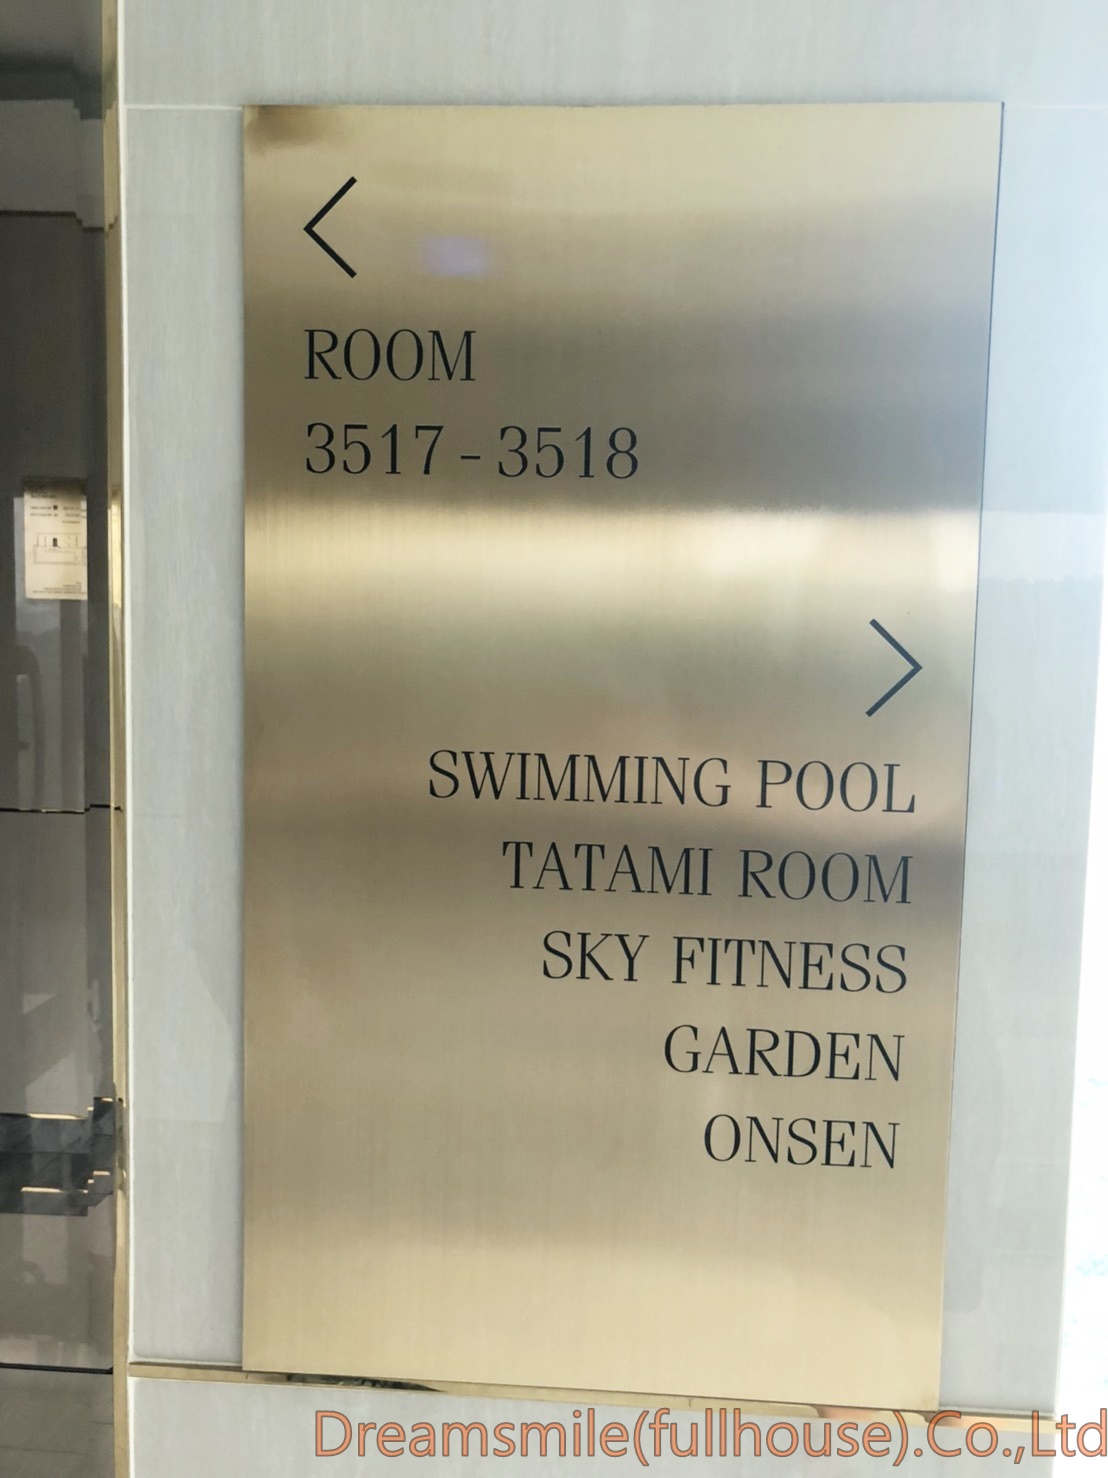 ROOM
3517 - 3518
SWIMMING POOL
TATAMI ROOM
SKY FITNESS
GARDEN
ONSEN
Dreamsmile(fullhouse).Co.,Ltd